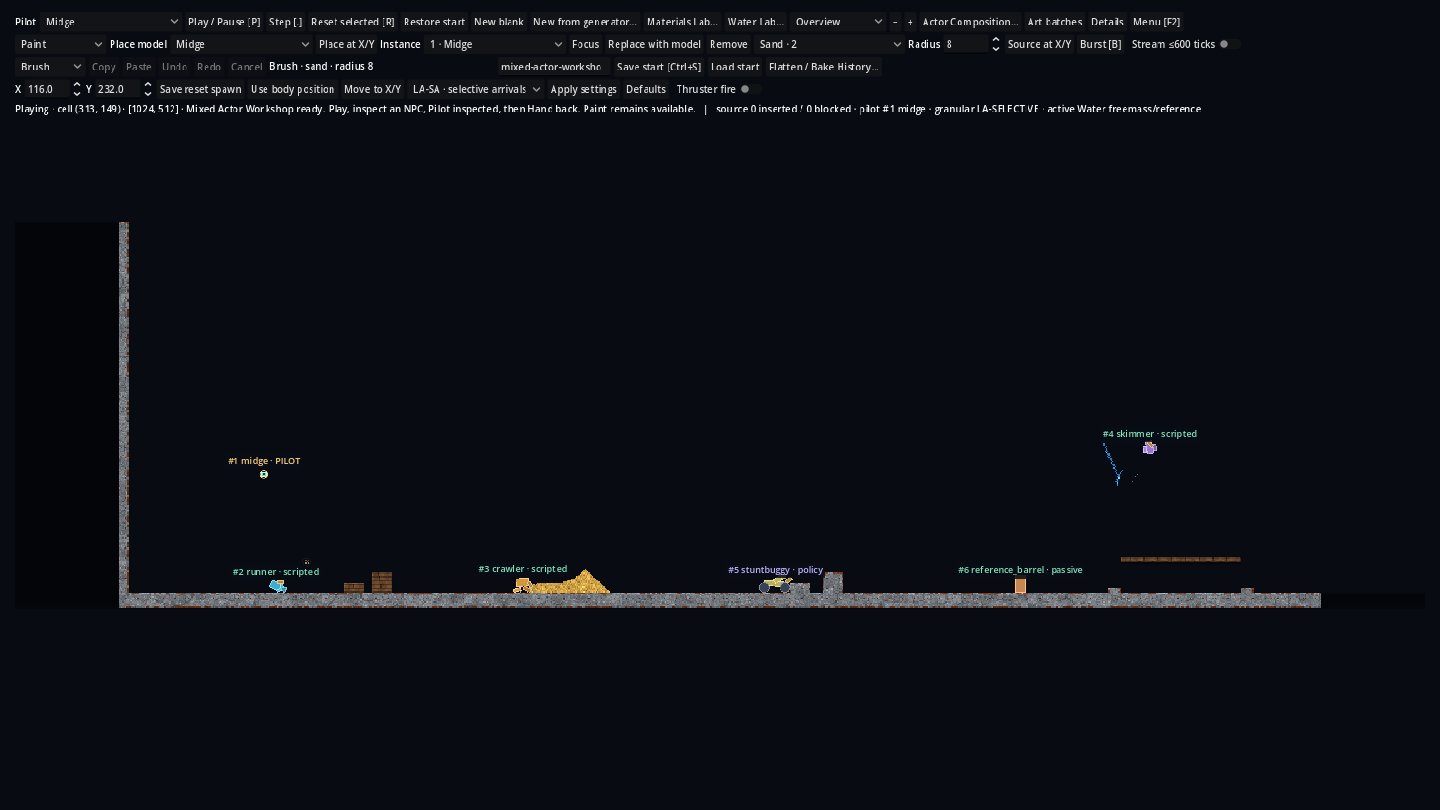 Pilot Midge Play / Pause [P] Step [.] Reset selected [R] Restore start New blank New from generator... Materials Lab... Water Lab... Overview - + Actor Composition... Art batches Details Menu [F2]
Paint Place model Midge Place at X/Y Instance 1 · Midge Focus Replace with model Remove Sand · 2 Radius 8 Source at X/Y Burst [B] Stream ≤600 ticks
Brush Copy Paste Undo Redo Cancel Brush · sand · radius 8 mixed-actor-worksho Save start [Ctrl+S] Load start Flatten / Bake History...
X 116.0 Y 232.0 Save reset spawn Use body position Move to X/Y LA-SA · selective arrivals Apply settings Defaults Thruster fire
Playing · cell (313, 149) · [1024, 512] · Mixed Actor Workshop ready. Play, inspect an NPC, Pilot inspected, then Hand back. Paint remains available. | source 0 inserted / 0 blocked · pilot #1 midge · granular LA-SELECTIVE · active Water freemass/reference
#4 skimmer · scripted
#1 midge · PILOT
#2 runner · scripted
#3 crawler · scripted
#5 stuntbuggy · policy
#6 reference_barrel · passive